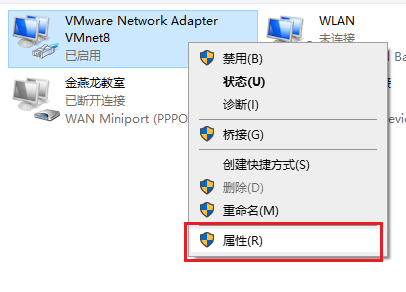 VMware Network Adapter
VMnet8
已启用
WLAN
未连接
金燕龙教室
已断开连接
WAN Miniport (PPPO
禁用(B)
状态(U)
诊断(I)
桥接(G)
创建快捷方式(S)
删除(D)
重命名(M)
属性(R)